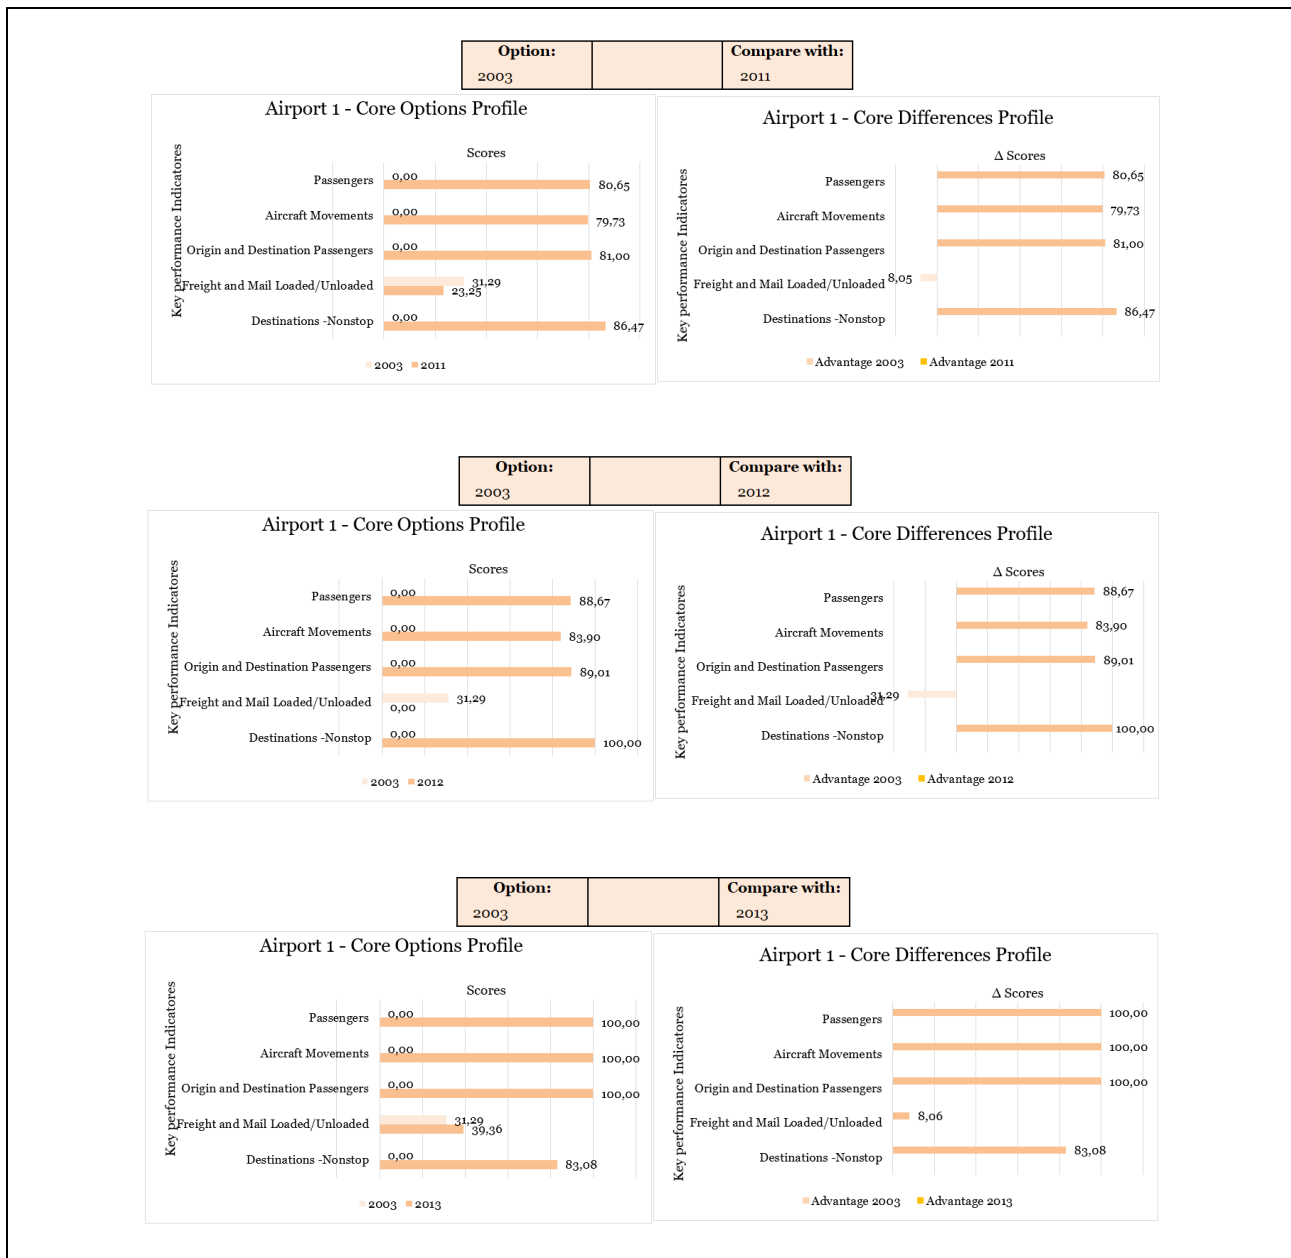 Option: Compare with:
2003 2011
Airport 1 - Core Options Profile
Key performance Indicatores
Scores
Passengers 0,00 80,65
Aircraft Movements 0,00 79,73
Origin and Destination Passengers 0,00 81,00
Freight and Mail Loaded/Unloaded 31,29 23,25
Destinations -Nonstop 0,00 86,47
2003 2011
Airport 1 - Core Differences Profile
Key performance Indicatores
Δ Scores
Passengers 80,65
Aircraft Movements 79,73
Origin and Destination Passengers 81,00
Freight and Mail Loaded/Unloaded 8,05
Destinations -Nonstop 86,47
Advantage 2003 Advantage 2011
Option: Compare with:
2003 2012
Airport 1 - Core Options Profile
Key performance Indicatores
Scores
Passengers 0,00 88,67
Aircraft Movements 0,00 83,90
Origin and Destination Passengers 0,00 89,01
Freight and Mail Loaded/Unloaded 31,29 0,00
Destinations -Nonstop 0,00 100,00
2003 2012
Airport 1 - Core Differences Profile
Key performance Indicatores
Δ Scores
Passengers 88,67
Aircraft Movements 83,90
Origin and Destination Passengers 89,01
Freight and Mail Loaded/Unloaded 31,29
Destinations -Nonstop 100,00
Advantage 2003 Advantage 2012
Option: Compare with:
2003 2013
Airport 1 - Core Options Profile
Key performance Indicatores
Scores
Passengers 0,00 100,00
Aircraft Movements 0,00 100,00
Origin and Destination Passengers 0,00 100,00
Freight and Mail Loaded/Unloaded 31,29 39,36
Destinations -Nonstop 0,00 83,08
2003 2013
Airport 1 - Core Differences Profile
Key performance Indicatores
Δ Scores
Passengers 100,00
Aircraft Movements 100,00
Origin and Destination Passengers 100,00
Freight and Mail Loaded/Unloaded 8,06
Destinations -Nonstop 83,08
Advantage 2003 Advantage 2013